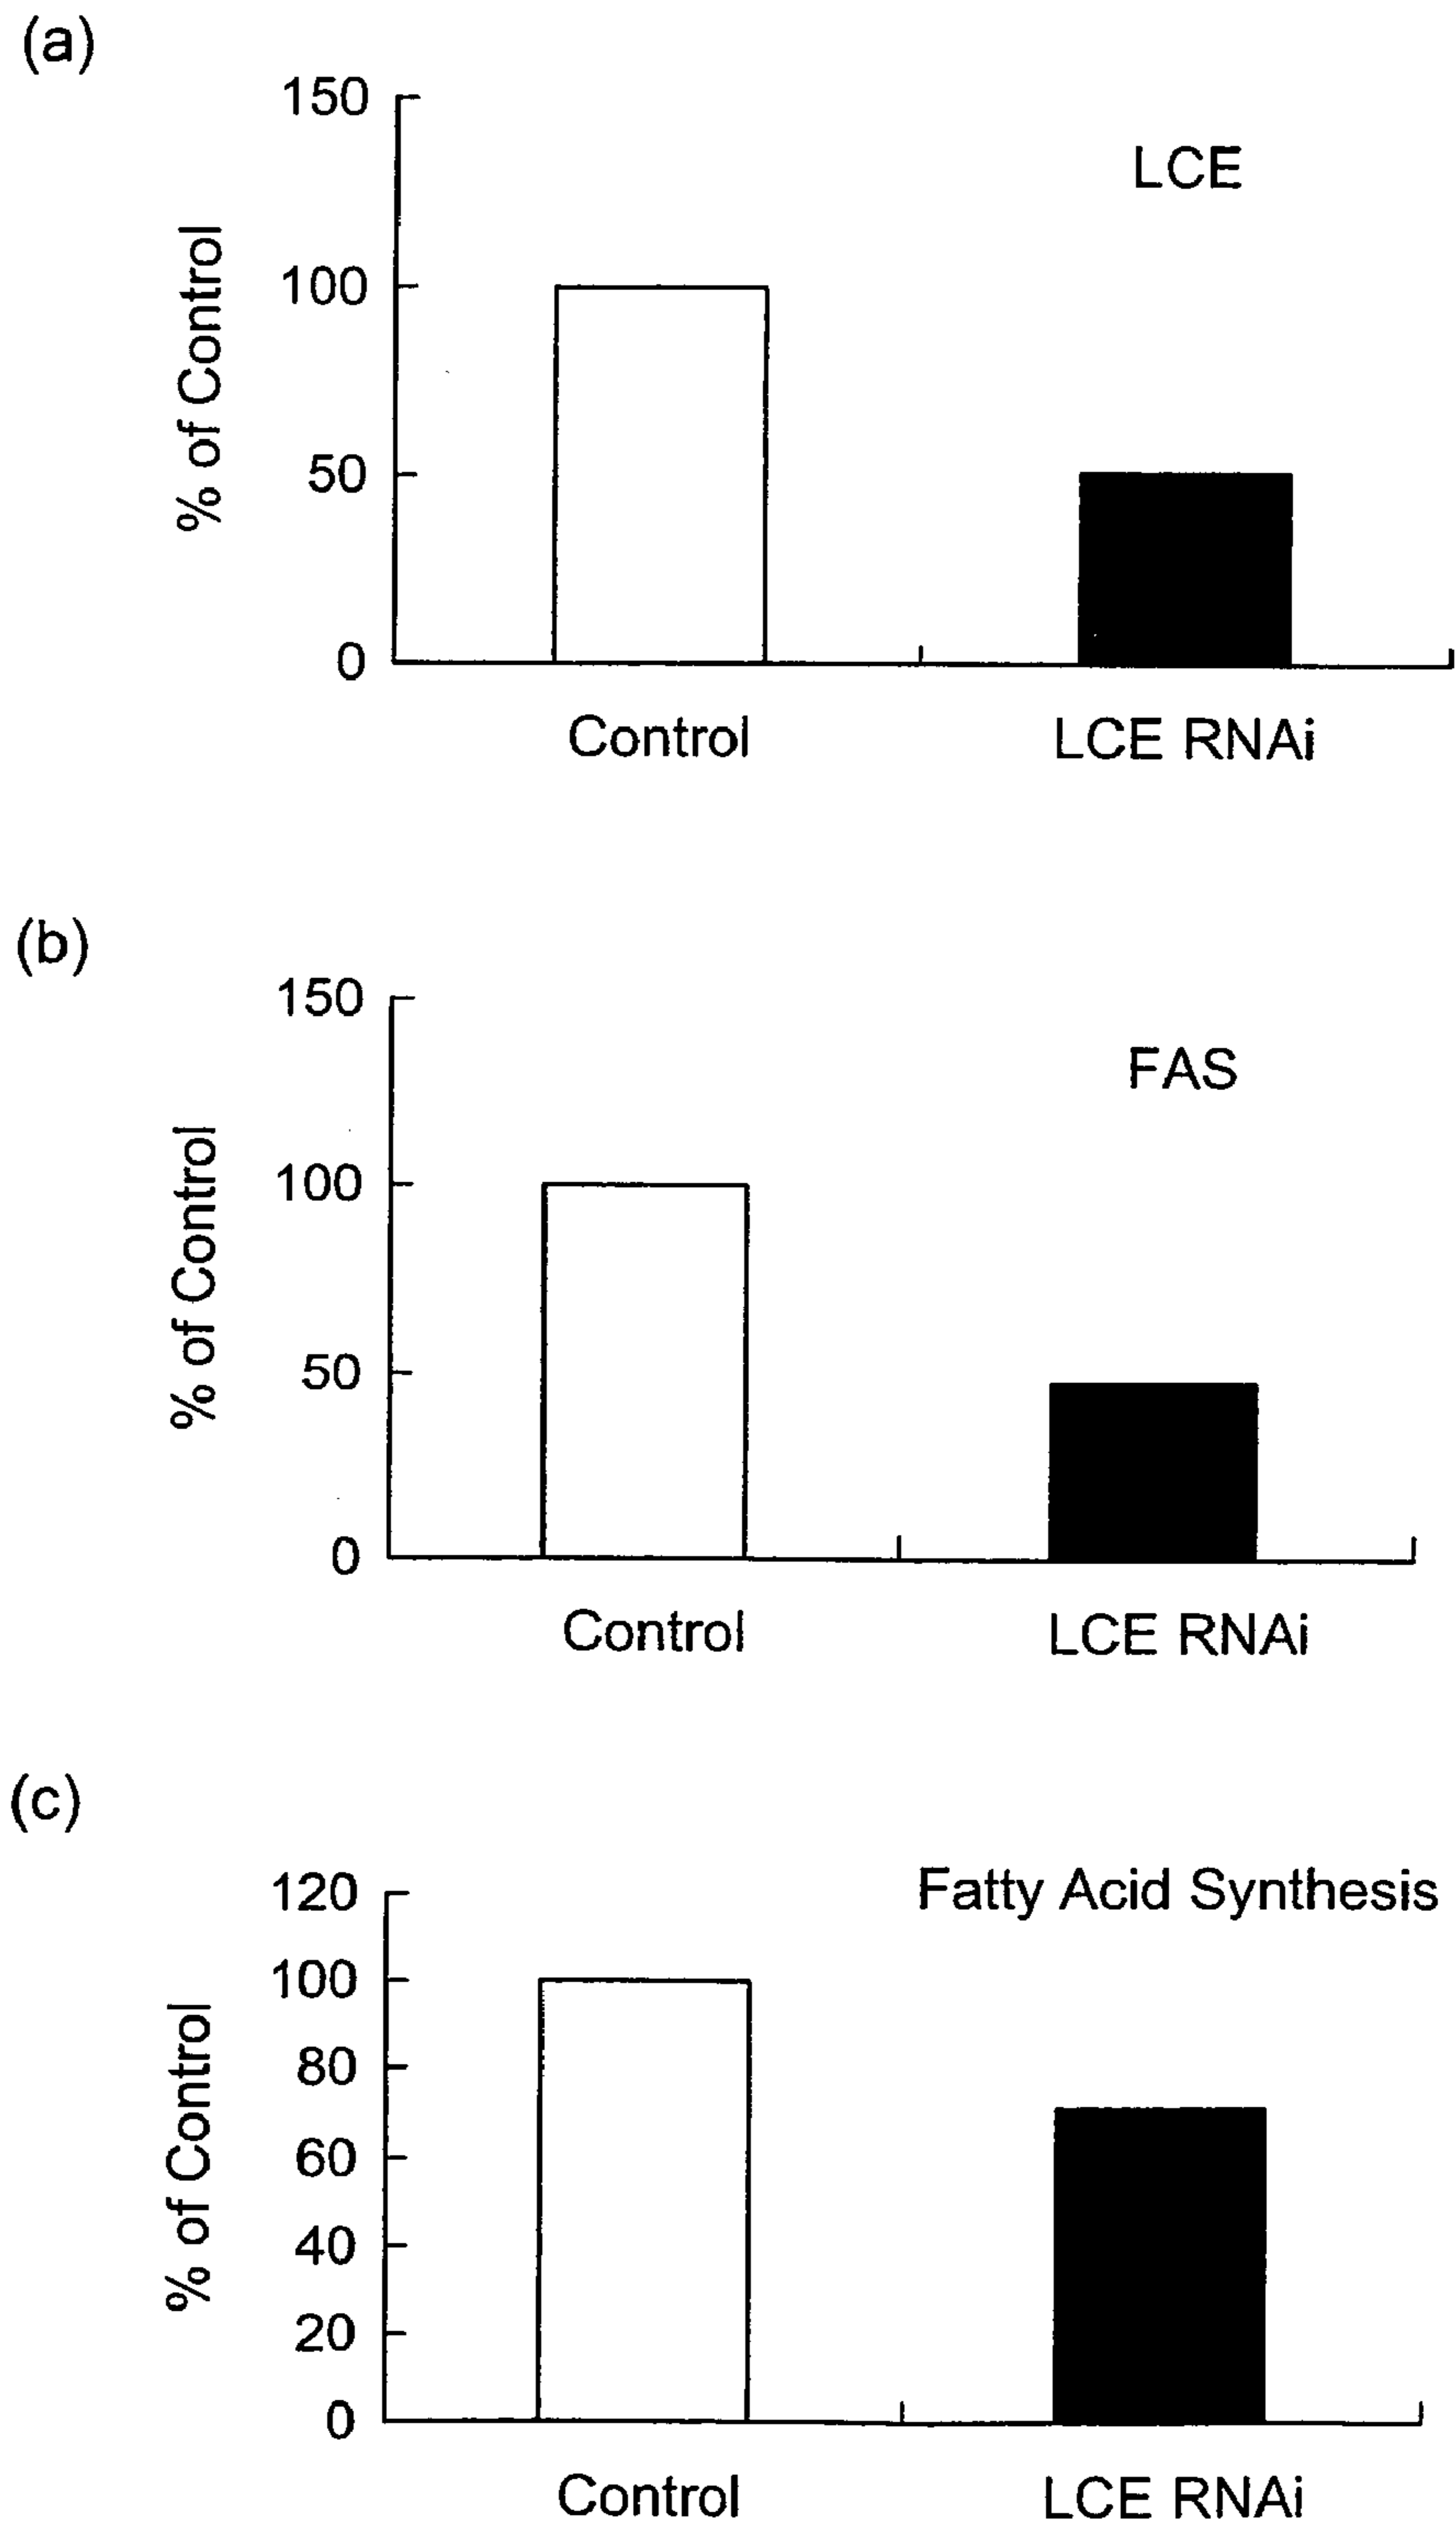 (a)
150
LCE
100
% of Control
50
0
Control
LCE RNAi
(b)
150
FAS
100
% of Control
50
0
Control
LCE RNAi
(c)
Fatty Acid Synthesis
120
100
80
% of Control
60
40
20
0
Control
LCE RNAi